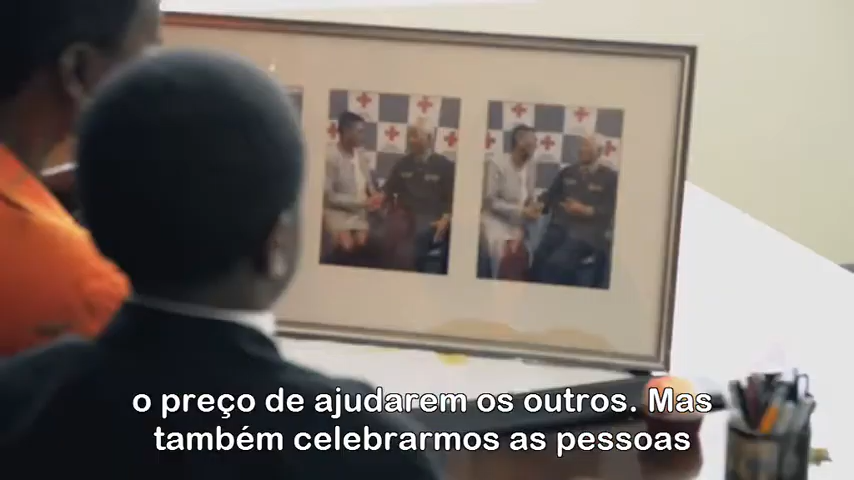 o preço de ajudarem os outros. Mas
também celebrarmos as pessoas